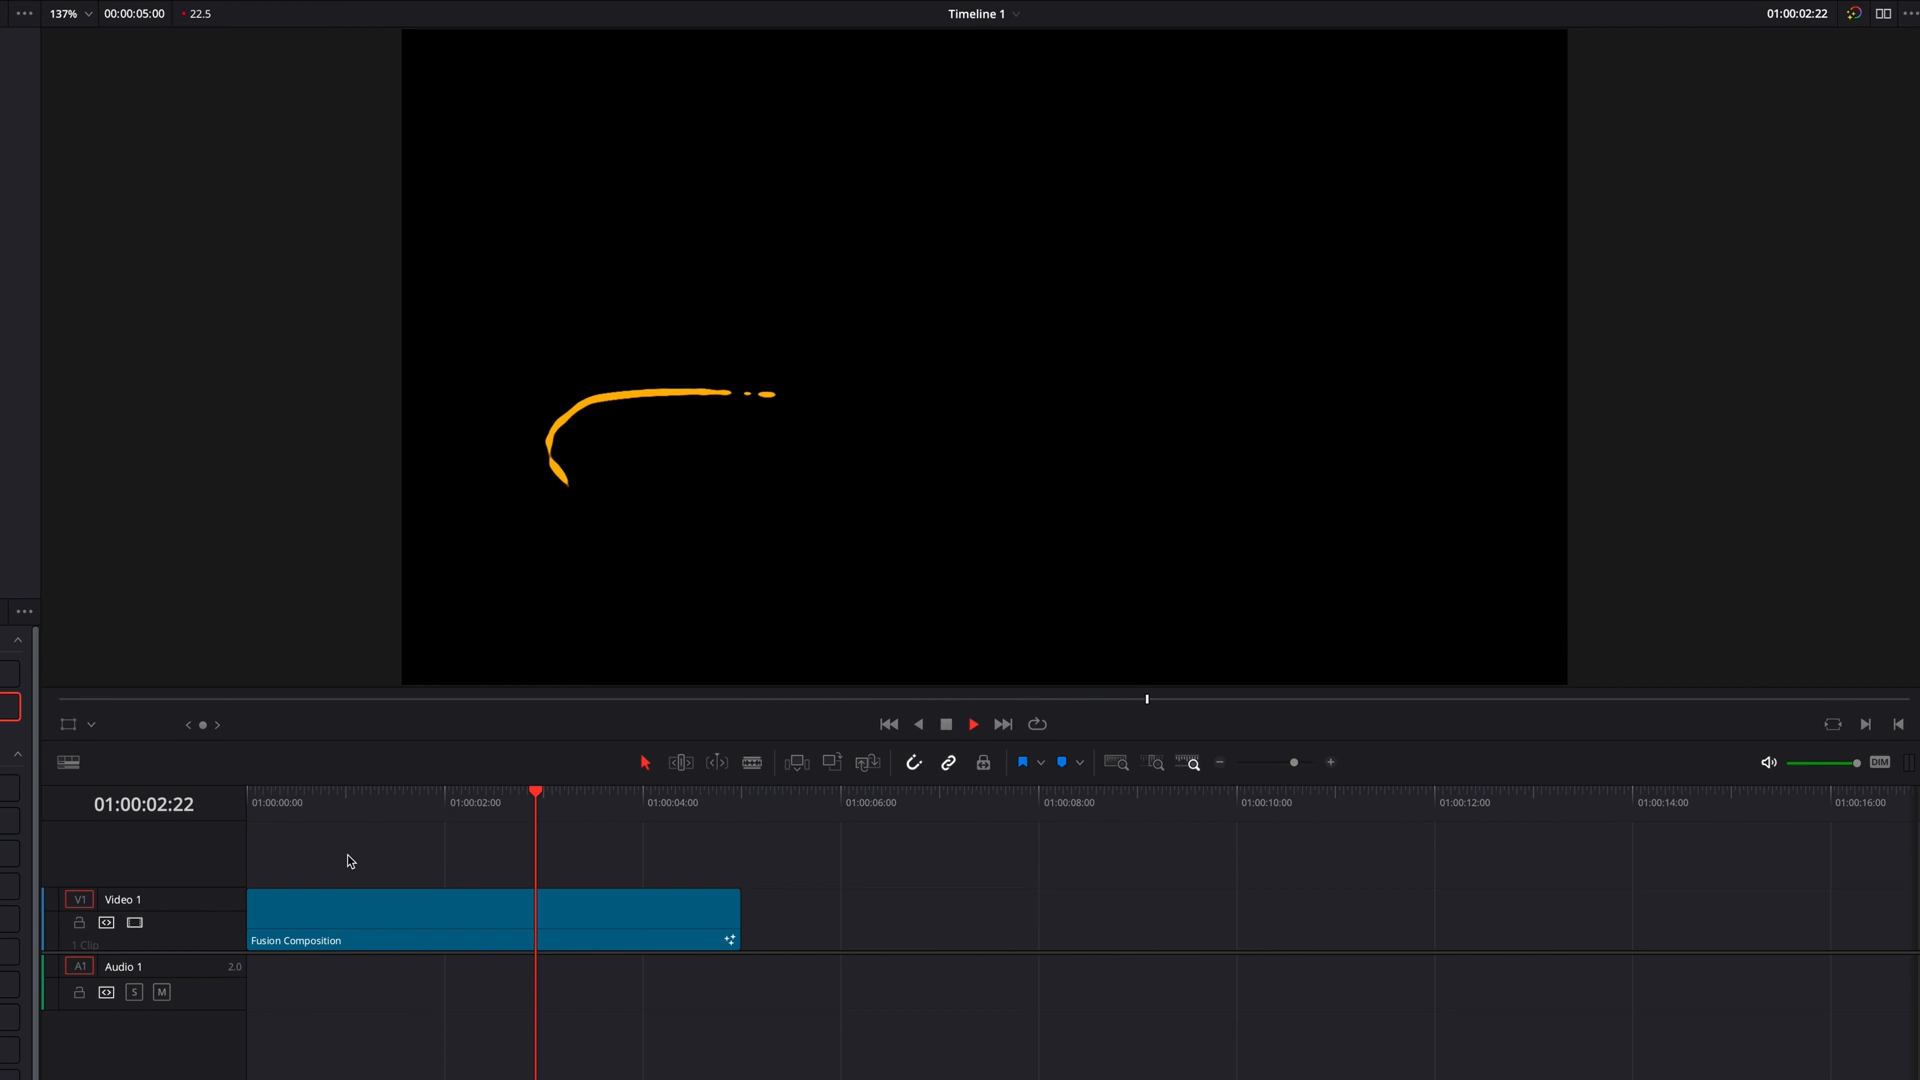 137% 00:00:05:00 22.5 Timeline 1 01:00:02:22
DIM
01:00:02:22
01:00:00:00 01:00:02:00 01:00:04:00 01:00:06:00 01:00:08:00 01:00:10:00 01:00:12:00 01:00:14:00 01:00:16:00
V1 Video 1
1 Clip
Fusion Composition
A1 Audio 1 2.0
S M